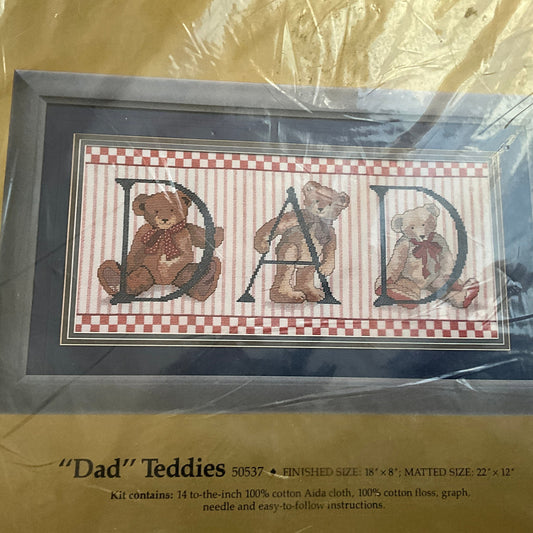 DAD
"Dad" Teddies 50537 ♦ FINISHED SIZE: 18" × 8"; MATTED SIZE: 22" × 12"
Kit contains: 14 to-the-inch 100% cotton Aida cloth, 100% cotton floss, graph,
needle and easy-to-follow instructions.